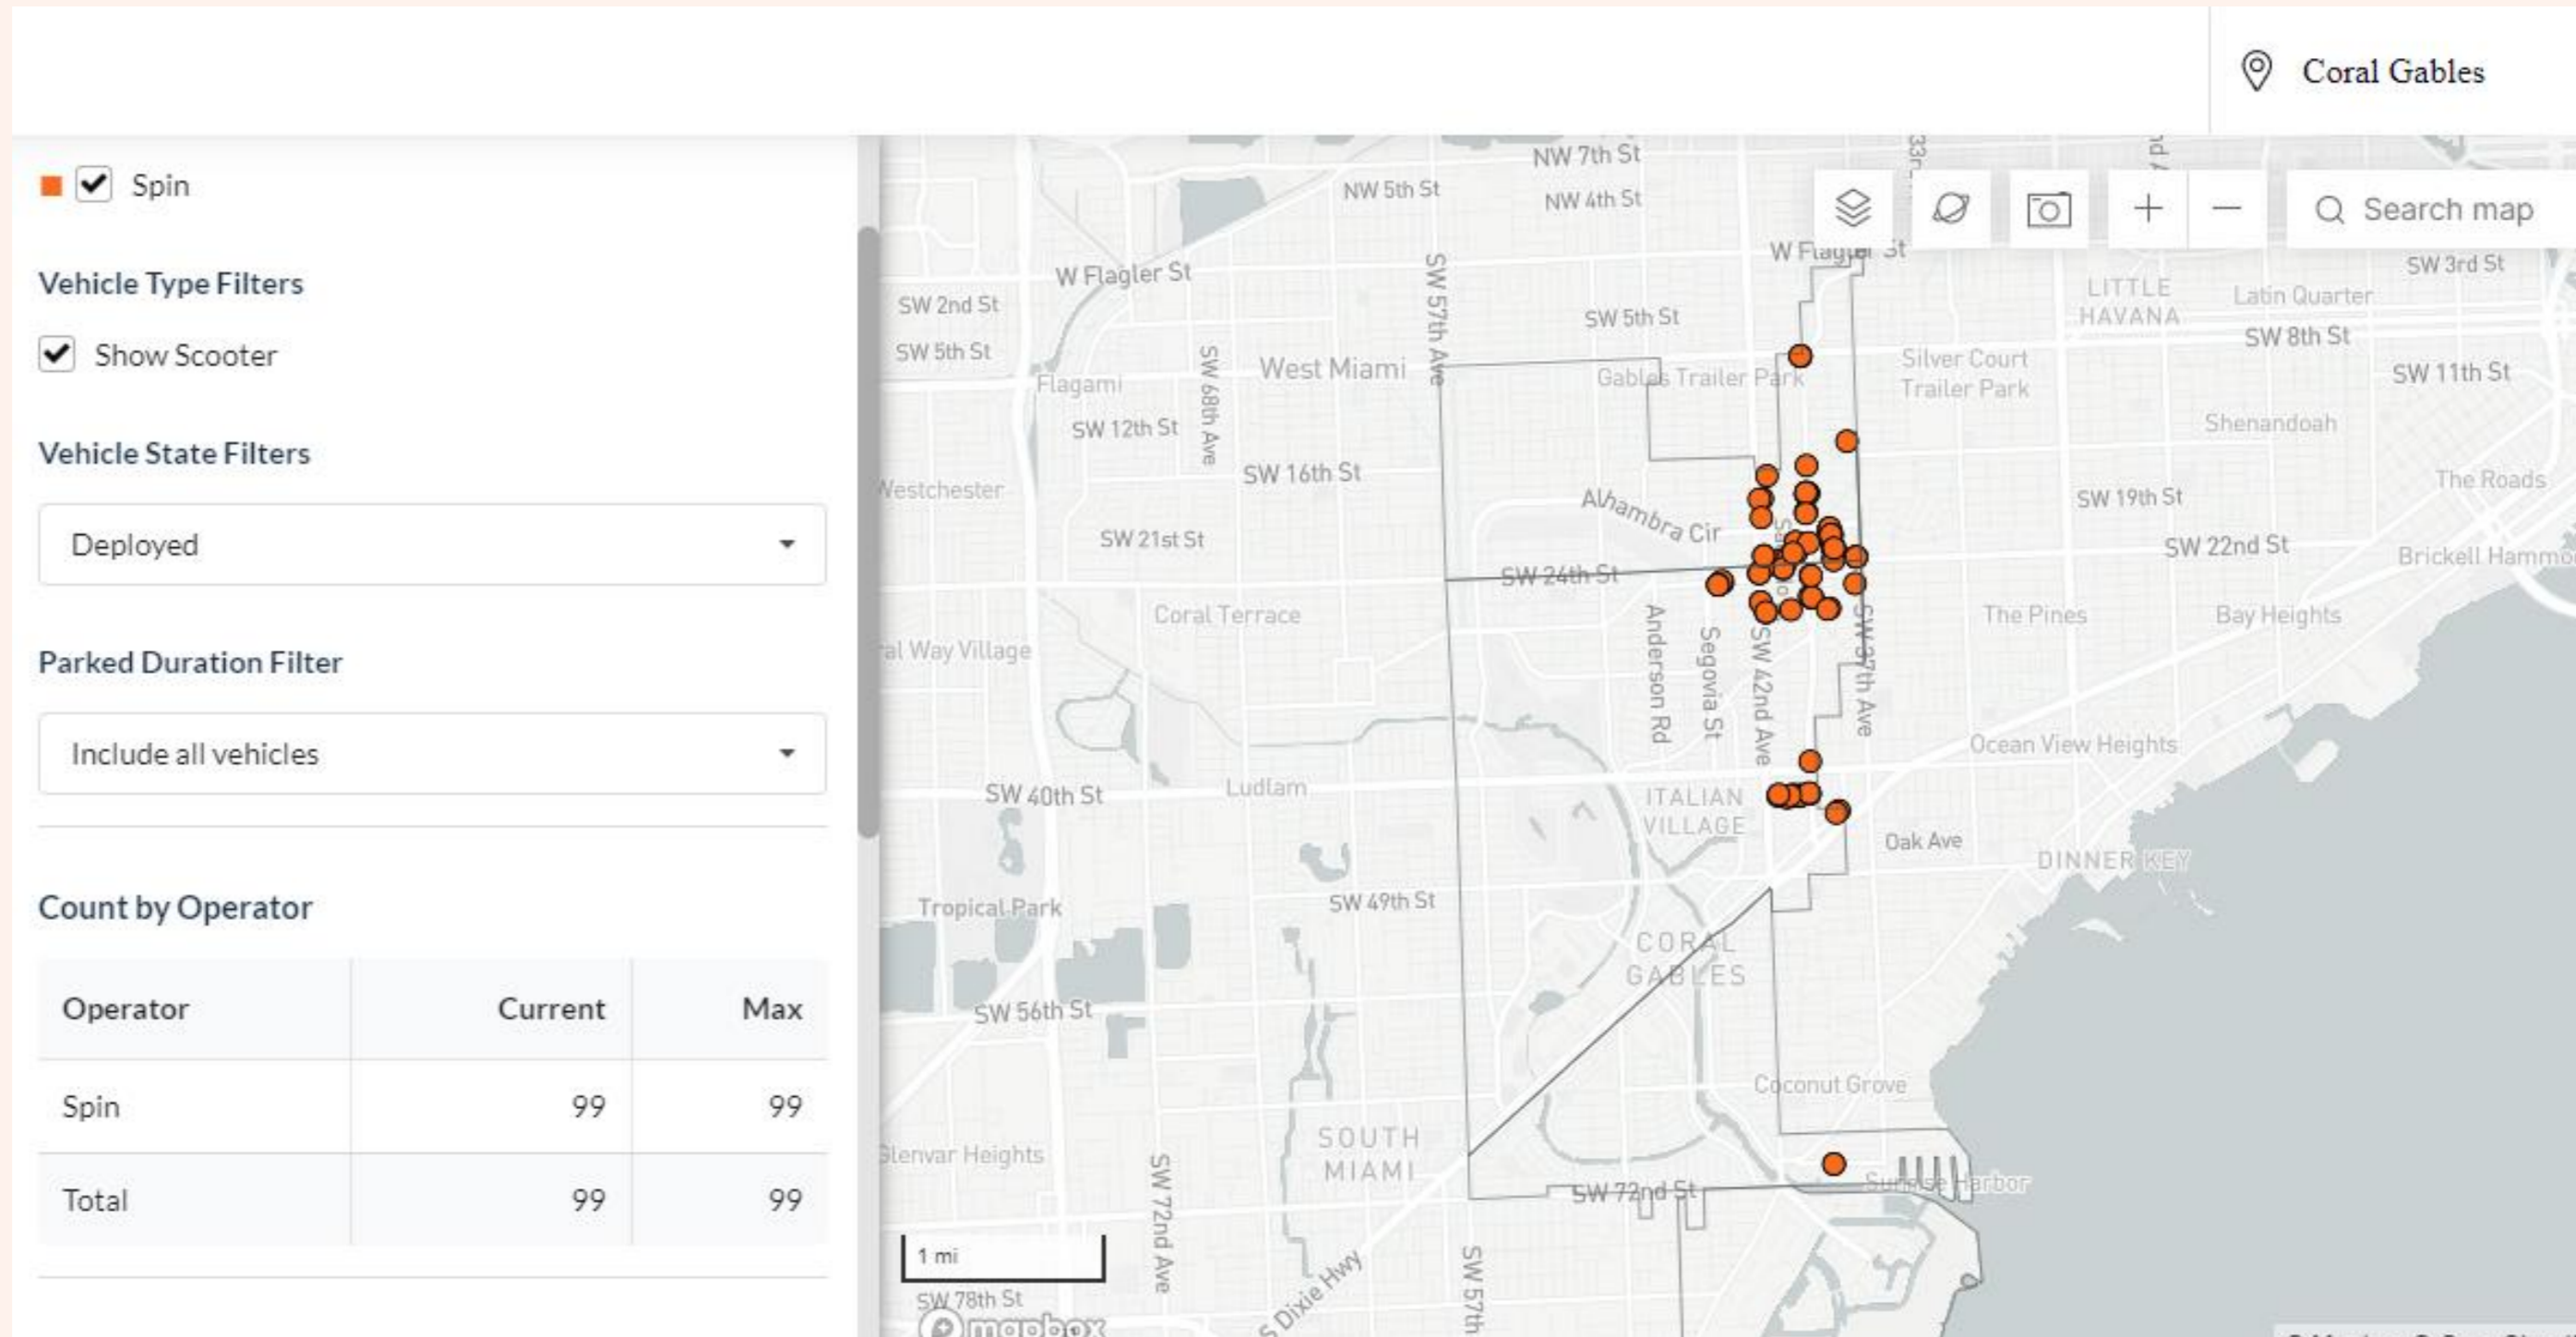 Coral Gables
Spin
Vehicle Type Filters
Show Scooter
Vehicle State Filters
Deployed
Parked Duration Filter
Include all vehicles
Count by Operator
Operator Current Max
Spin 99 99
Total 99 99
Search map
NW 7th St
NW 5th St
NW 4th St
W Flagler St
W Flagler St
SW 2nd St
SW 5th St
SW 5th St
SW 57th Ave
SW 3rd St
LITTLE
HAVANA
Latin Quarter
SW 8th St
SW 68th Ave
West Miami
Gables Trailer Park
Silver Court
Trailer Park
SW 11th St
Flagami
SW 12th St
Shenandoah
SW 16th St
Westchester
Alhambra Cir
SW 19th St
The Roads
SW 21st St
SW 22nd St
SW 24th St
Coral Terrace
Anderson Rd
Segovia St
SW 42nd Ave
SW 37th Ave
The Pines
Bay Heights
al Way Village
Ocean View Heights
SW 40th St
Ludlam
ITALIAN
VILLAGE
Oak Ave
DINNER KEY
Tropical Park
SW 49th St
CORAL
GABLES
SW 56th St
Coconut Grove
Glenvar Heights
SOUTH
MIAMI
SW 72nd Ave
SW 72nd St
Sunrise Harbor
1 mi
SW 57th
S Dixie Hwy
SW 78th St
mapbox